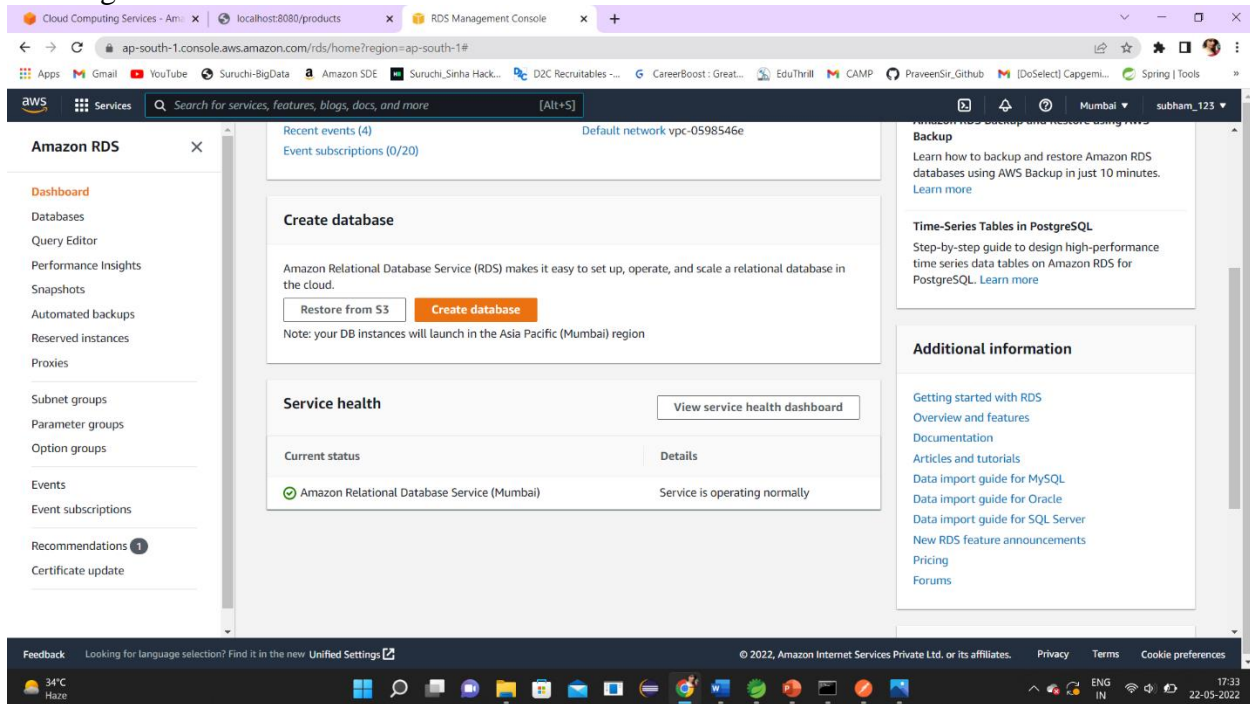 Cloud Computing Services - Am
localhost:8080/products
RDS Management Console
ap-south-1.console.aws.amazon.com/rds/home?region=ap-south-1#
Apps
Gmail
YouTube
Suruchi-BigData
Amazon SDE
Suruchi_Sinha Hack...
D2C Recruitables -...
CareerBoost : Great...
EduThrill
CAMP
PraveenSir_Github
[DoSelect] Capgemi...
Spring | Tools
»
aws
Services
Search for services, features, blogs, docs, and more
[Alt+S]
Mumbai
subham_123
Amazon RDS
Dashboard
Databases
Query Editor
Performance Insights
Snapshots
Automated backups
Reserved instances
Proxies
Subnet groups
Parameter groups
Option groups
Events
Event subscriptions
Recommendations 1
Certificate update
Recent events (4)
Event subscriptions (0/20)
Default network vpc-0598546e
Create database
Amazon Relational Database Service (RDS) makes it easy to set up, operate, and scale a relational database in
the cloud.
Restore from S3
Create database
Note: your DB instances will launch in the Asia Pacific (Mumbai) region
Service health
View service health dashboard
Current status
Details
Amazon Relational Database Service (Mumbai)
Service is operating normally
Amazon RDS Backup and Restore using AWS
Backup
Learn how to backup and restore Amazon RDS
databases using AWS Backup in just 10 minutes.
Learn more
Time-Series Tables in PostgreSQL
Step-by-step guide to design high-performance
time series data tables on Amazon RDS for
PostgreSQL. Learn more
Additional information
Getting started with RDS
Overview and features
Documentation
Articles and tutorials
Data import guide for MySQL
Data import guide for Oracle
Data import guide for SQL Server
New RDS feature announcements
Pricing
Forums
Feedback
Looking for language selection? Find it in the new Unified Settings
© 2022, Amazon Internet Services Private Ltd. or its affiliates.
Privacy
Terms
Cookie preferences
34°C
Haze
ENG
IN
17:33
22-05-2022